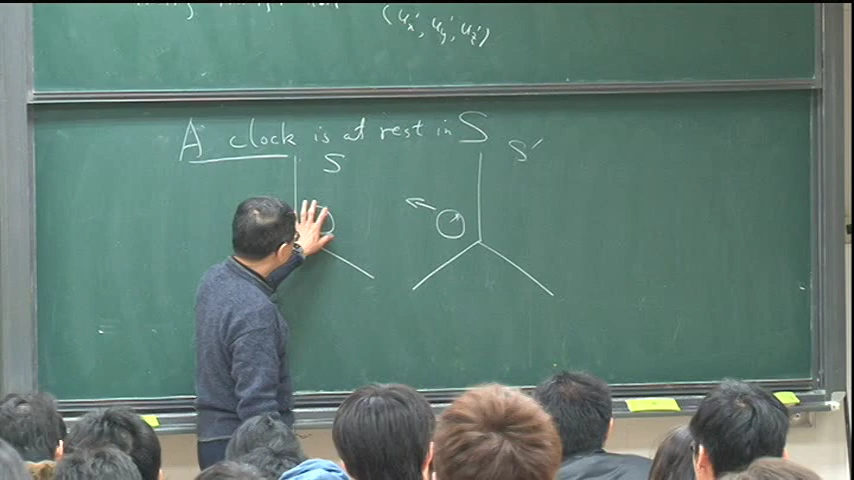 (u'x, u'y, u'z)
A clock is at rest in S
S
S'